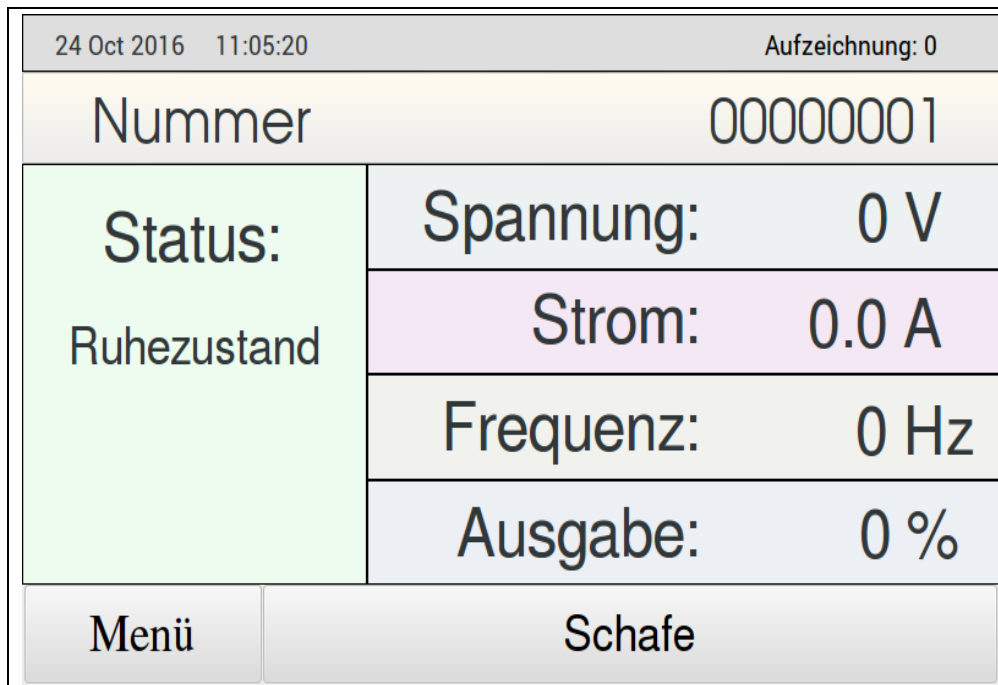 24 Oct 2016 11:05:20 Aufzeichnung: 0
Nummer 00000001
Status:
Ruhezustand
Spannung: 0 V
Strom: 0.0 A
Frequenz: 0 Hz
Ausgabe: 0 %
Menü Schafe